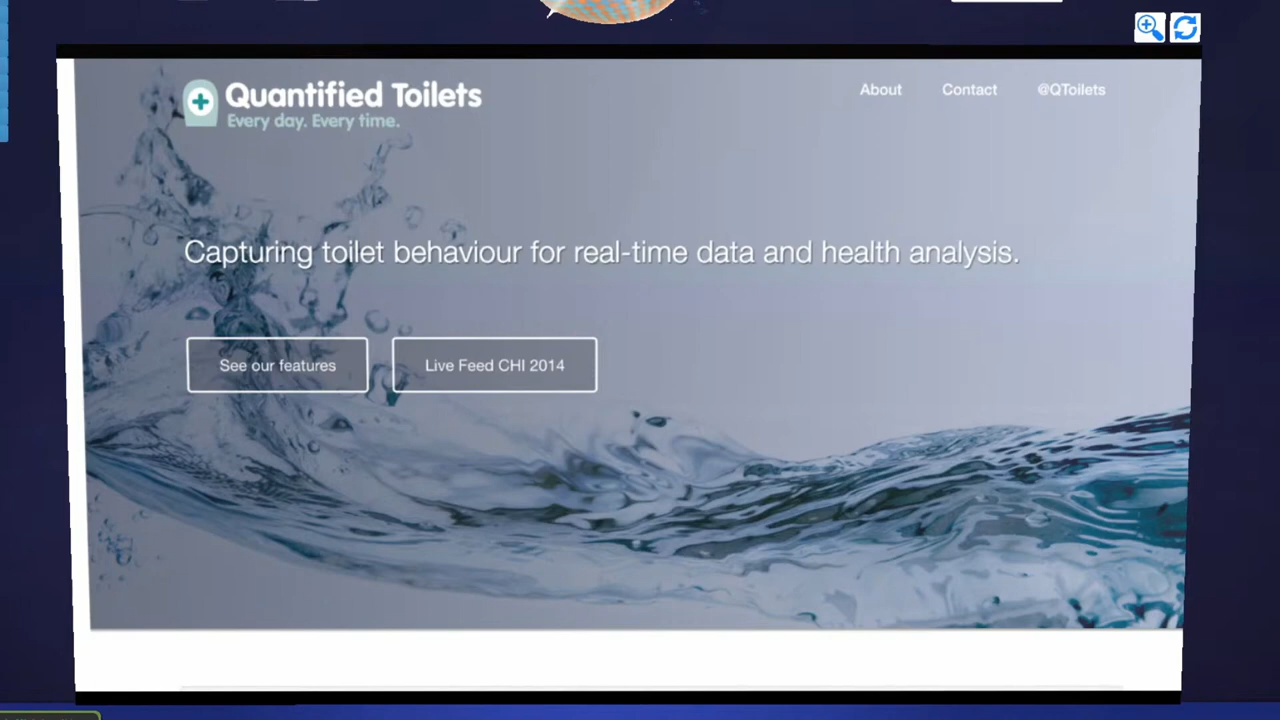 Quantified Toilets
Every day. Every time.
About
Contact
@QToilets
Capturing toilet behaviour for real-time data and health analysis.
See our features
Live Feed CHI 2014